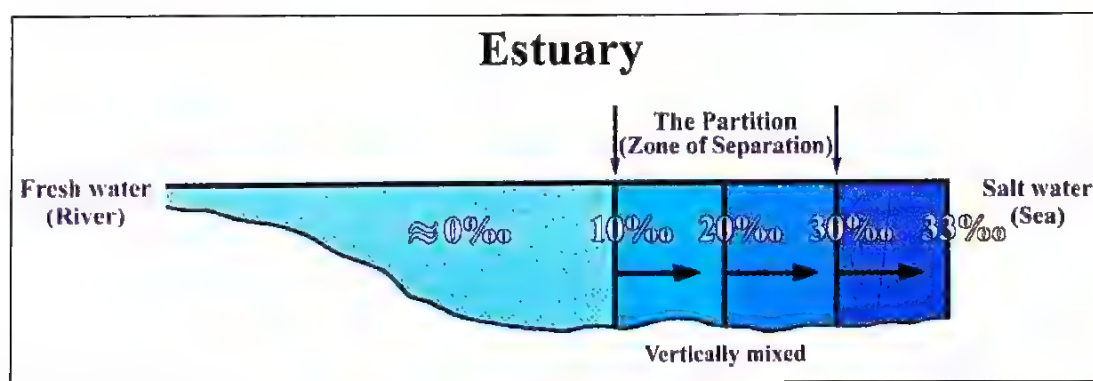 Estuary
The Partition
(Zone of Separation)
Fresh water
(River)
Salt water
(Sea)
≈ 0‰ 10‰ 20‰ 30‰ 33‰
Vertically mixed